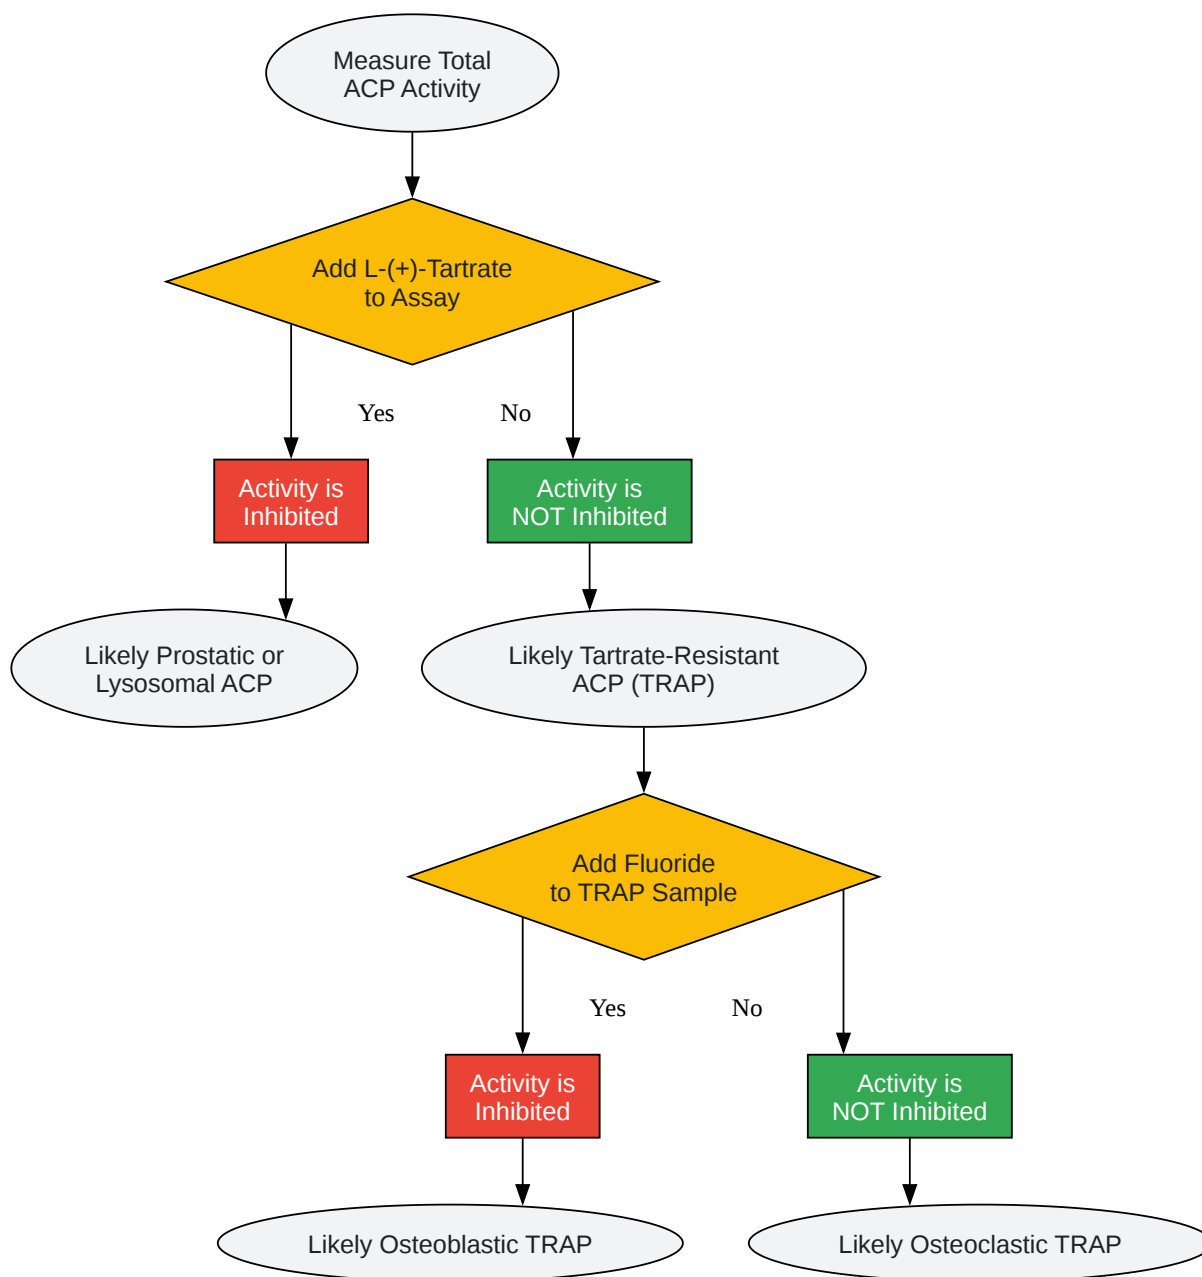 Measure Total
ACP Activity
Add L-(+)-Tartrate
to Assay
Yes
No
Activity is
Inhibited
Activity is
NOT Inhibited
Likely Prostatic or
Lysosomal ACP
Likely Tartrate-Resistant
ACP (TRAP)
Add Fluoride
to TRAP Sample
Yes
No
Activity is
Inhibited
Activity is
NOT Inhibited
Likely Osteoblastic TRAP
Likely Osteoclastic TRAP